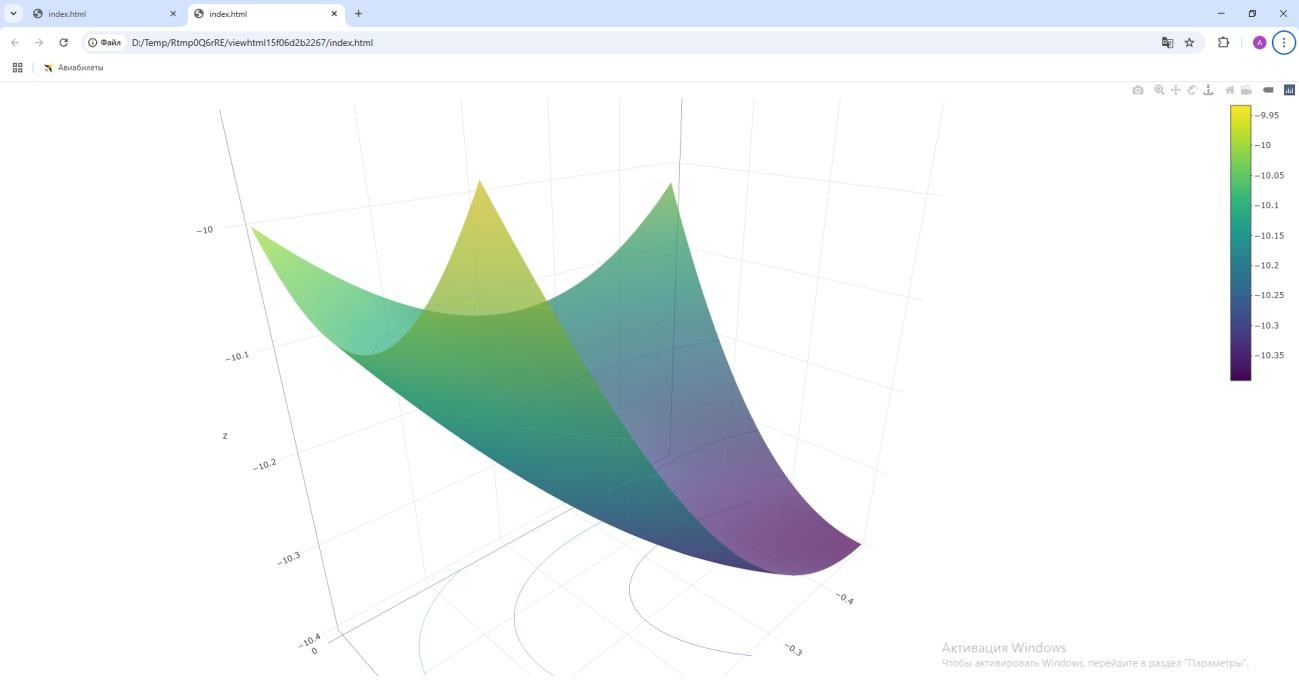 index.html
index.html
Файл D:/Temp/Rtmp0Q6rRE/viewhtml15f06d2b2267/index.html
A
Авиабилеты
−9.95
−10
−10.05
−10.1
−10.15
−10.2
−10.25
−10.3
−10.35
−10
−10.1
z
−10.2
−10.3
−10.4
0
−0.4
−0.3
Активация Windows
Чтобы активировать Windows, перейдите в раздел "Параметры".